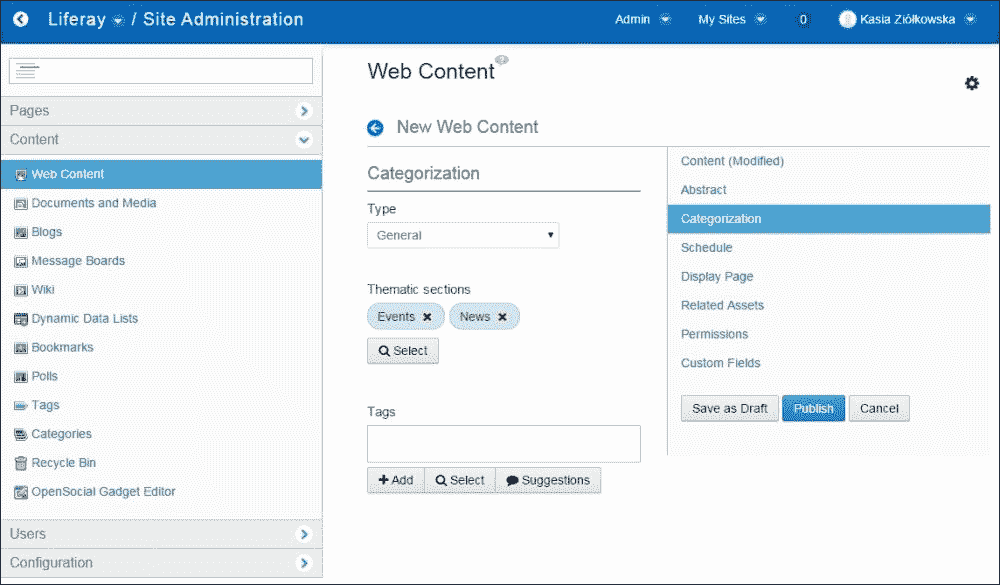 Liferay / Site Administration
Admin My Sites 0 Kasia Ziółkowska
Pages
Content
Web Content
Documents and Media
Blogs
Message Boards
Wiki
Dynamic Data Lists
Bookmarks
Polls
Tags
Categories
Recycle Bin
OpenSocial Gadget Editor
Users
Configuration
Web Content
New Web Content
Categorization
Type
General
Thematic sections
Events News
Select
Tags
Add Select Suggestions
Content (Modified)
Abstract
Categorization
Schedule
Display Page
Related Assets
Permissions
Custom Fields
Save as Draft Publish Cancel